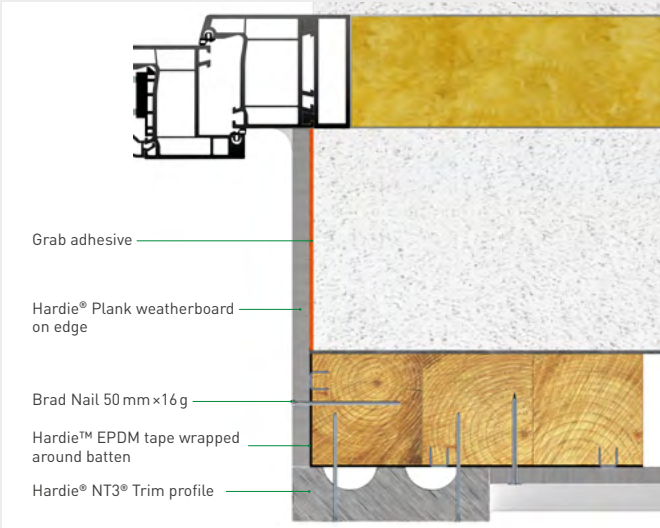 Grab adhesive
Hardie® Plank weatherboard
on edge
Brad Nail 50 mm×16 g
Hardie™ EPDM tape wrapped
around batten
Hardie® NT3® Trim profile